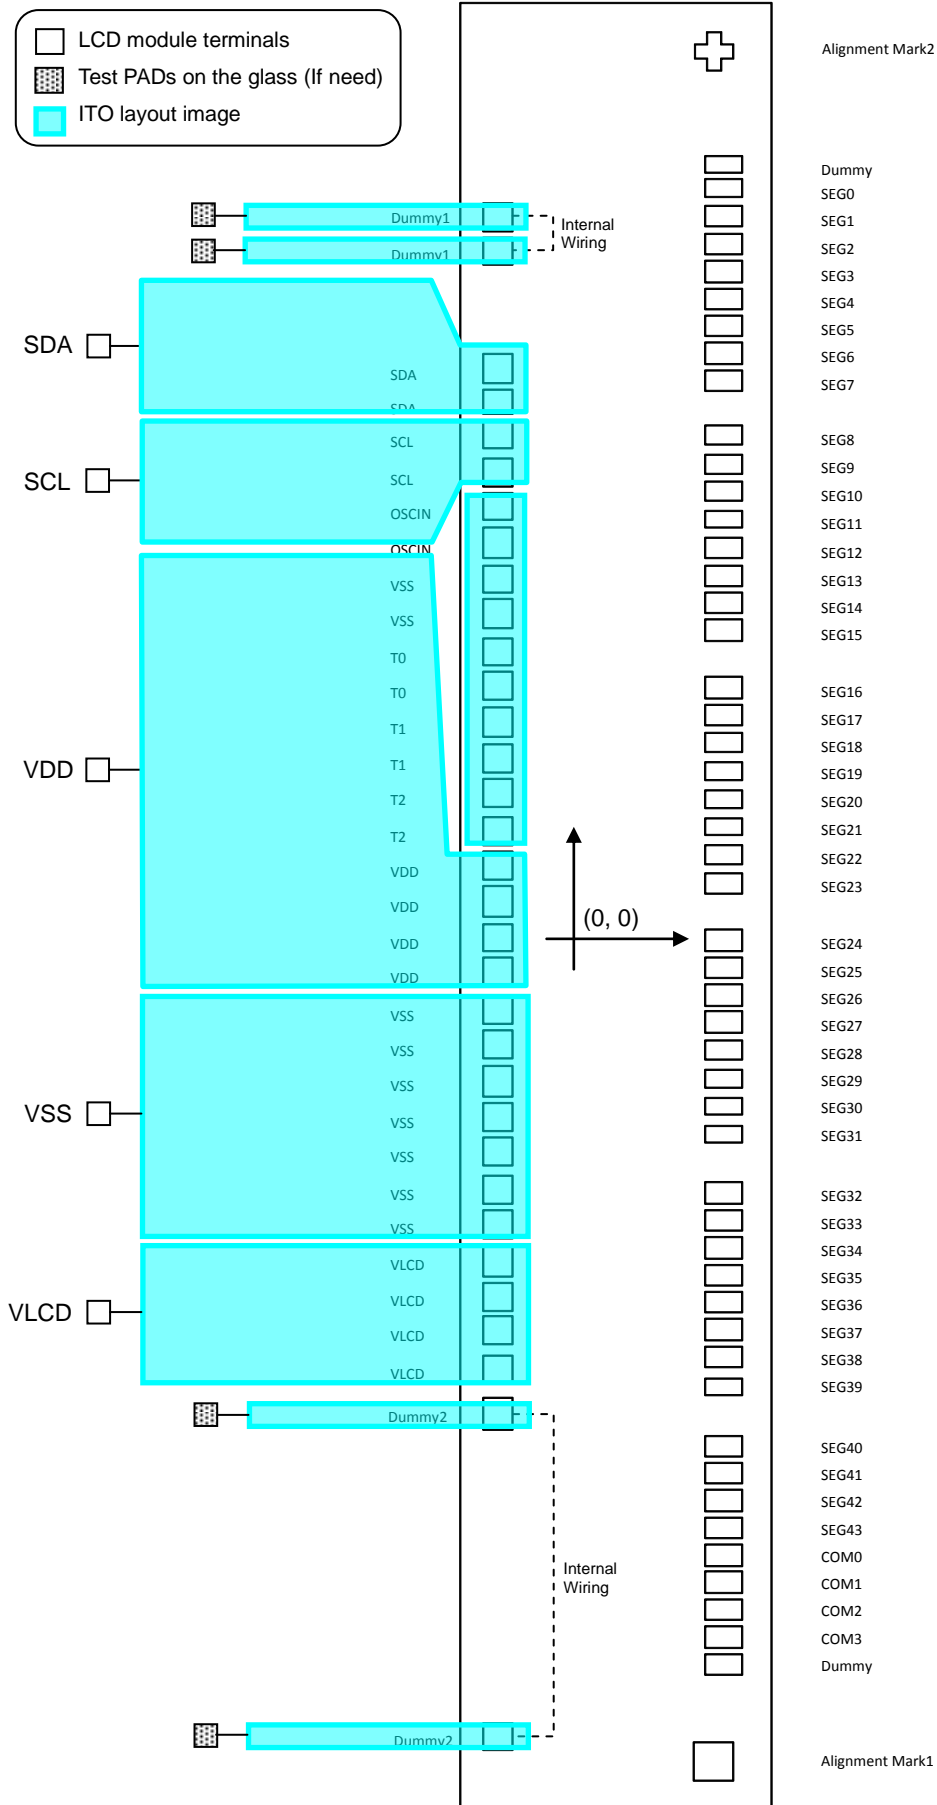 LCD module terminals
Test PADs on the glass (If need)
ITO layout image
Alignment Mark2
Dummy
SEG0
SEG1
SEG2
SEG3
SEG4
SEG5
SEG6
SEG7
SEG8
SEG9
SEG10
SEG11
SEG12
SEG13
SEG14
SEG15
SEG16
SEG17
SEG18
SEG19
SEG20
SEG21
SEG22
SEG23
SEG24
SEG25
SEG26
SEG27
SEG28
SEG29
SEG30
SEG31
SEG32
SEG33
SEG34
SEG35
SEG36
SEG37
SEG38
SEG39
SEG40
SEG41
SEG42
SEG43
COM0
COM1
COM2
COM3
Dummy
Alignment Mark1
Dummy1
Dummy1
Internal
Wiring
SDA
SDA
SDA
SCL
SCL
SCL
OSCIN
OSCIN
VSS
VSS
T0
T0
T1
T1
T2
T2
VDD
VDD
VDD
VDD
VDD
(0, 0)
VSS
VSS
VSS
VSS
VSS
VSS
VSS
VSS
VLCD
VLCD
VLCD
VLCD
VLCD
Dummy2
Internal
Wiring
Dummy2